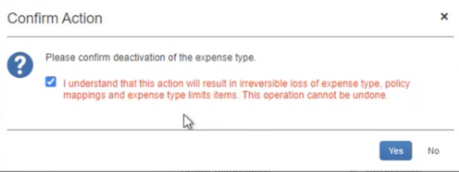 Confirm Action ×
Please confirm deactivation of the expense type.
I understand that this action will result in irreversible loss of expense type, policy
mappings and expense type limits items. This operation cannot be undone.
Yes No